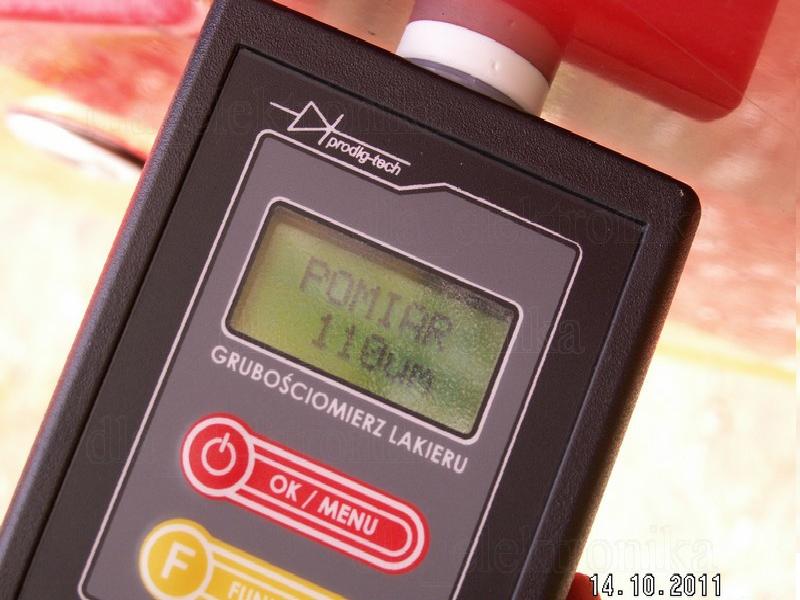 prodig-tech
POMIAR
110um
GRUBOŚCIOMIERZ LAKIERU
OK / MENU
F
14.10.2011